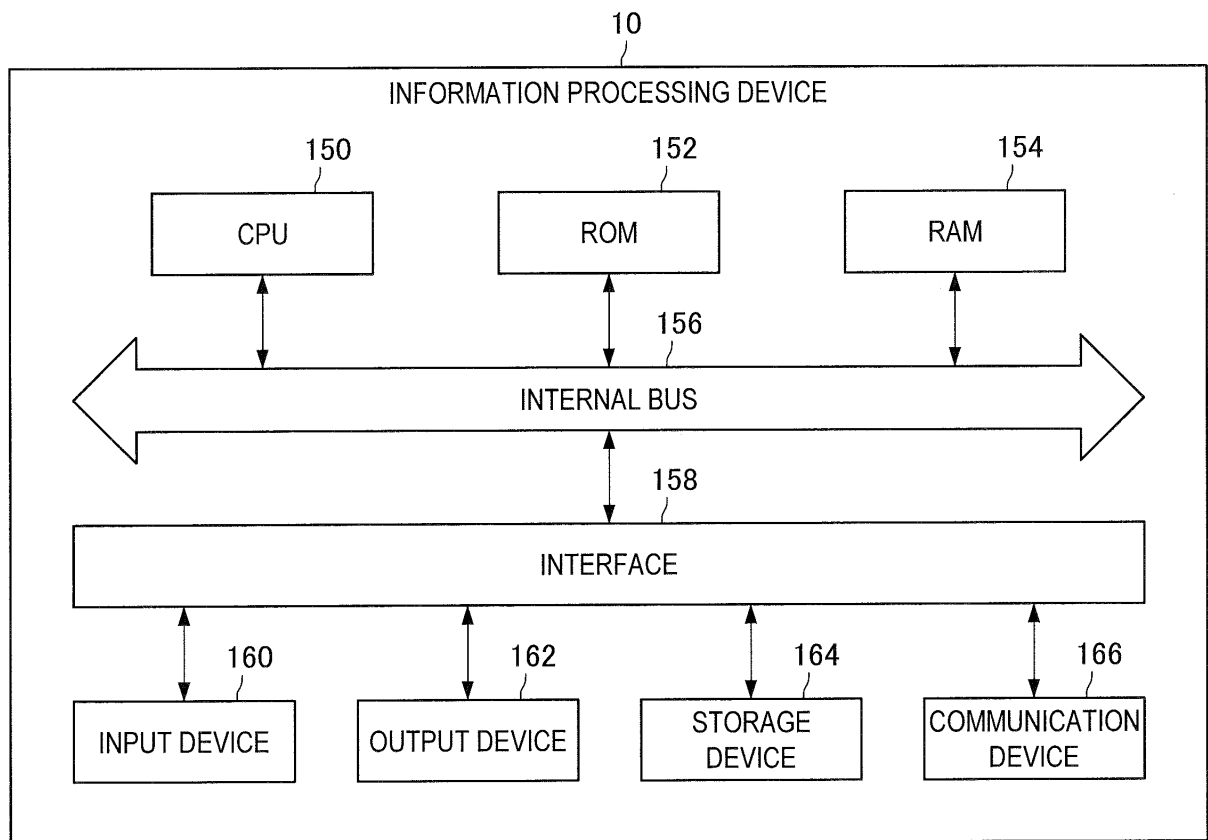 10
INFORMATION PROCESSING DEVICE
150
152
154
CPU
ROM
RAM
156
INTERNAL BUS
158
INTERFACE
160
162
164
166
INPUT DEVICE
OUTPUT DEVICE
STORAGE
DEVICE
COMMUNICATION
DEVICE